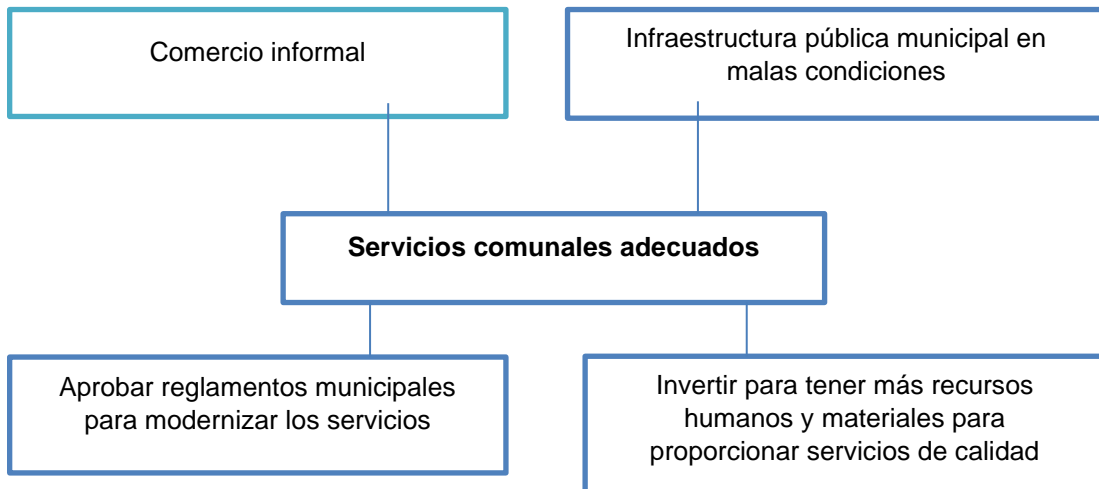 Comercio informal
Infraestructura pública municipal en
malas condiciones
Servicios comunales adecuados
Aprobar reglamentos municipales
para modernizar los servicios
Invertir para tener más recursos
humanos y materiales para
proporcionar servicios de calidad